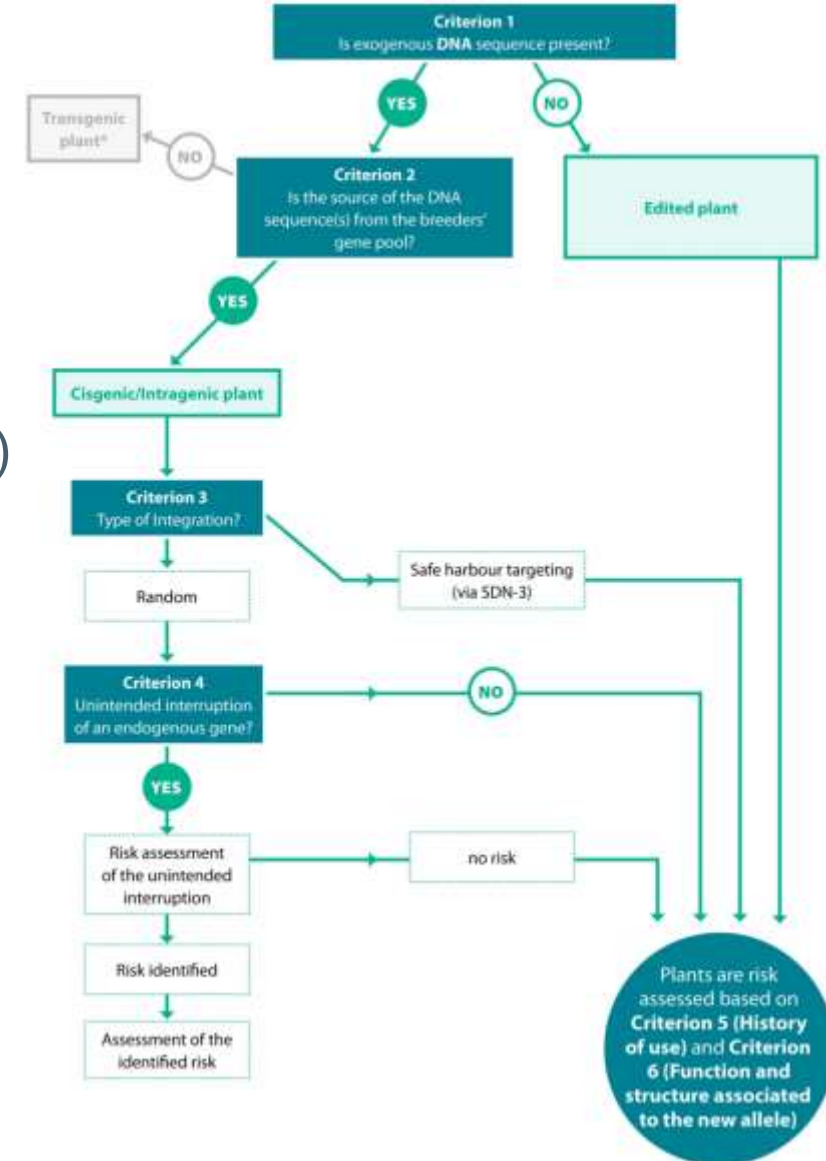 Criterion 1
Is exogenous DNA sequence present?
YES
NO
Transgenic
plant*
NO
Criterion 2
Is the source of the DNA
sequence(s) from the breeders'
gene pool?
Edited plant
YES
Cisgenic/Intragenic plant
)
Criterion 3
Type of Integration?
Safe harbour targeting
(via SDN-3)
Random
Criterion 4
Unintended interruption
of an endogenous gene?
NO
YES
Risk assessment
of the unintended
interruption
no risk
Risk identified
Assessment of the
identified risk
Plants are risk
assessed based on
Criterion 5 (History
of use) and Criterion
6 (Function and
structure associated
to the new allele)